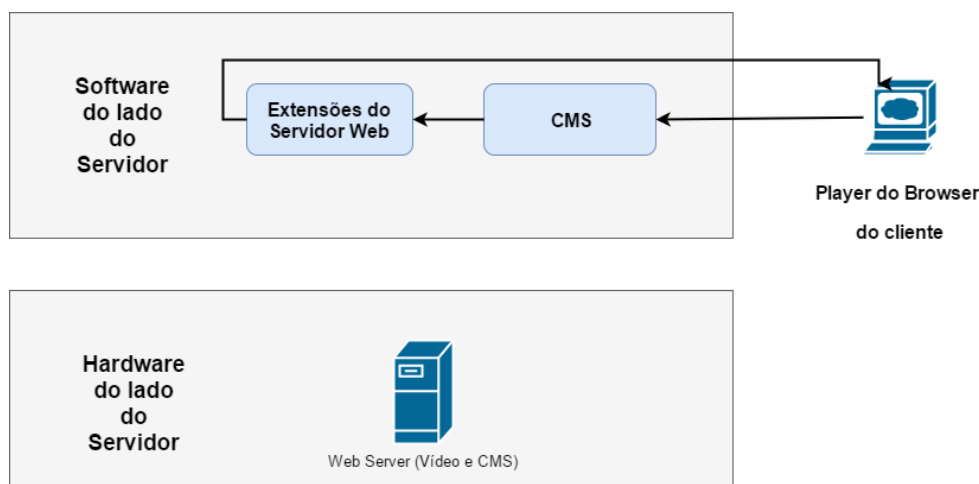 Software
do lado
do
Servidor
Extensões do
Servidor Web
CMS
Player do Browser
do cliente
Hardware
do lado
do
Servidor
Web Server (Vídeo e CMS)